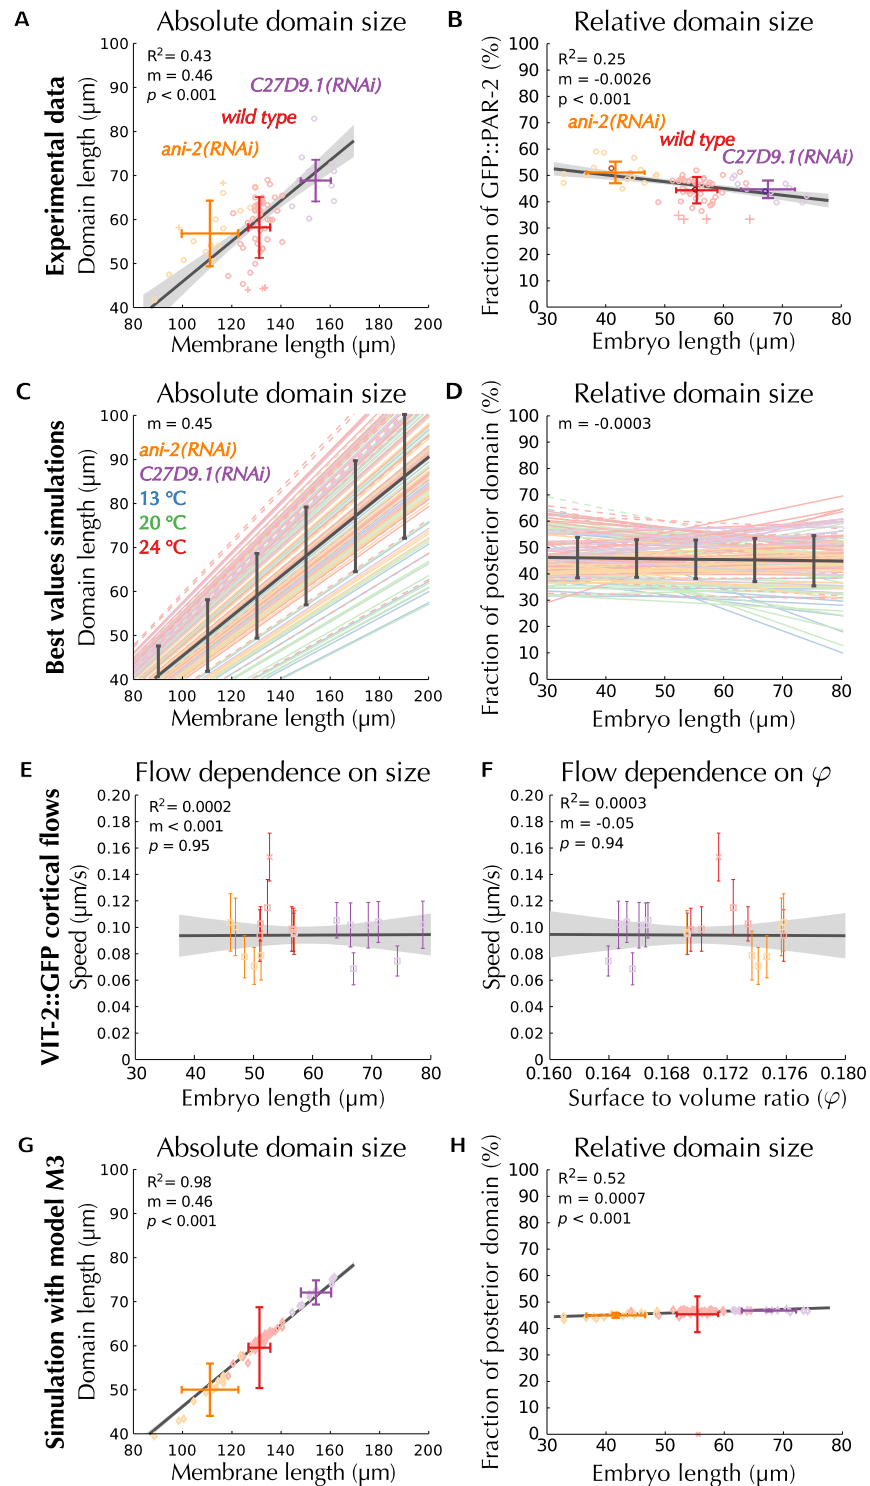 A
Absolute domain size
Experimental data
Domain length (µm)
R2= 0.43
m = 0.46
p < 0.001
C27D9.1(RNAi)
wild type
ani-2(RNAi)
100
90
80
70
60
50
40
80 100 120 140 160 180 200
Membrane length (µm)
B
Relative domain size
Fraction of GFP::PAR-2 (%)
R2= 0.25
m = -0.0026
p < 0.001
ani-2(RNAi)
wild type
C27D9.1(RNAi)
100
90
80
70
60
50
40
30
20
10
0
30 40 50 60 70 80
Embryo length (µm)
C
Absolute domain size
Best values simulations
Domain length (µm)
m = 0.45
ani-2(RNAi)
C27D9.1(RNAi)
13 °C
20 °C
24 °C
100
90
80
70
60
50
40
80 100 120 140 160 180 200
Membrane length (µm)
D
Relative domain size
Fraction of posterior domain (%)
m = -0.0003
100
90
80
70
60
50
40
30
20
10
0
30 40 50 60 70 80
Embryo length (µm)
E
Flow dependence on size
VIT-2::GFP cortical flows
Speed (µm/s)
R2= 0.0002
m < 0.001
p = 0.95
0.20
0.18
0.16
0.14
0.12
0.10
0.08
0.06
0.04
0.02
0
30 40 50 60 70 80
Embryo length (µm)
F
Flow dependence on φ
Speed (µm/s)
R2= 0.0003
m = -0.05
p = 0.94
0.20
0.18
0.16
0.14
0.12
0.10
0.08
0.06
0.04
0.02
0
0.160 0.164 0.168 0.172 0.176 0.180
Surface to volume ratio (φ)
G
Absolute domain size
Simulation with model M3
Domain length (µm)
R2= 0.98
m = 0.46
p < 0.001
100
90
80
70
60
50
40
80 100 120 140 160 180 200
Membrane length (µm)
H
Relative domain size
Fraction of posterior domain (%)
R2= 0.52
m = 0.0007
p < 0.001
100
90
80
70
60
50
40
30
20
10
0
30 40 50 60 70 80
Embryo length (µm)